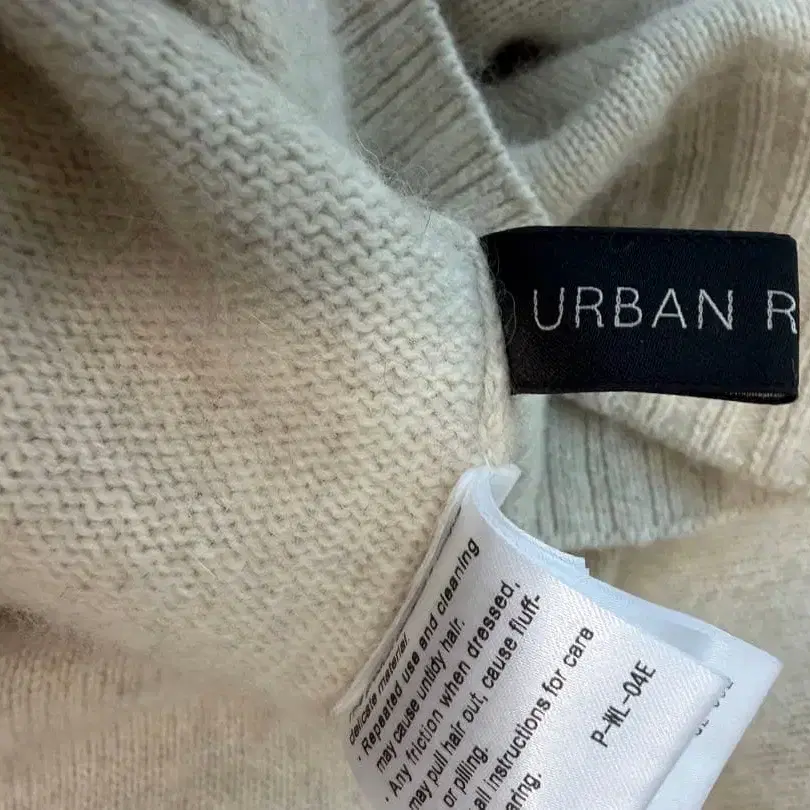 URBAN R
delicate material.
· Repeated use and cleaning
may cause untidy hair.
· Any friction when dressed,
may pull hair out, cause fluff-
or pilling.
all instructions for care
aring.
P-WL-04E